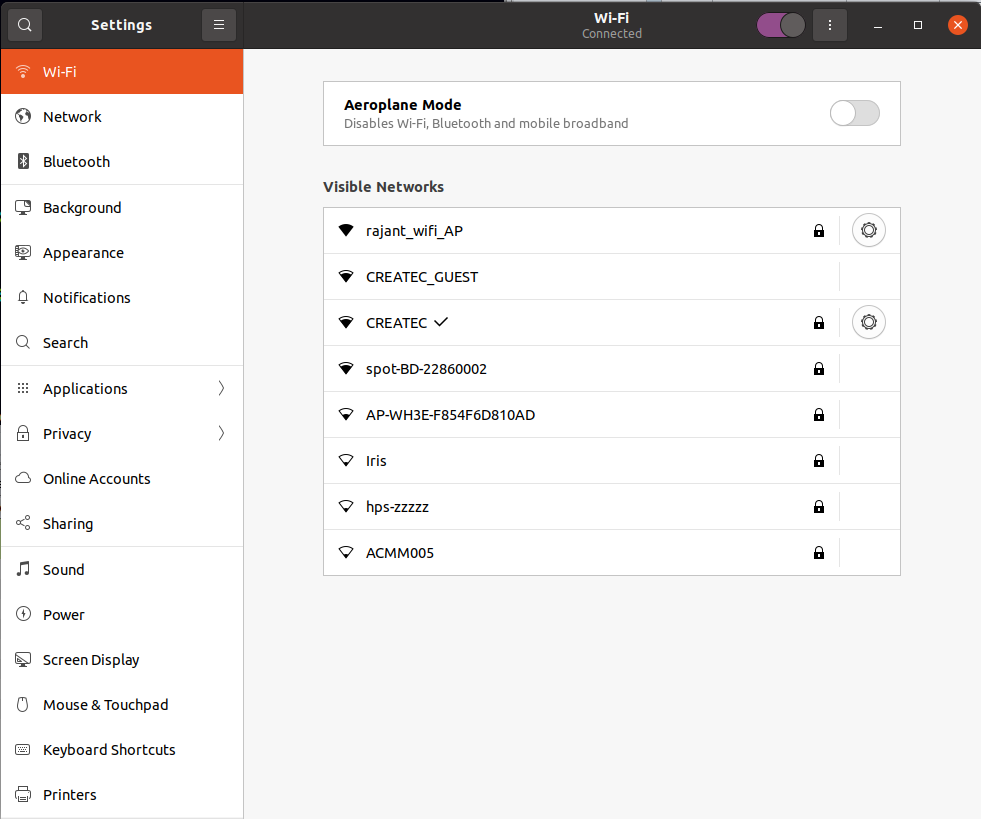 Settings
Wi-Fi
Connected
Wi-Fi
Network
Bluetooth
Background
Appearance
Notifications
Search
Applications
Privacy
Online Accounts
Sharing
Sound
Power
Screen Display
Mouse & Touchpad
Keyboard Shortcuts
Printers
Aeroplane Mode
Disables Wi-Fi, Bluetooth and mobile broadband
Visible Networks
rajant_wifi_AP
CREATEC_GUEST
CREATEC
spot-BD-22860002
AP-WH3E-F854F6D810AD
Iris
hps-zzzzz
ACMM005